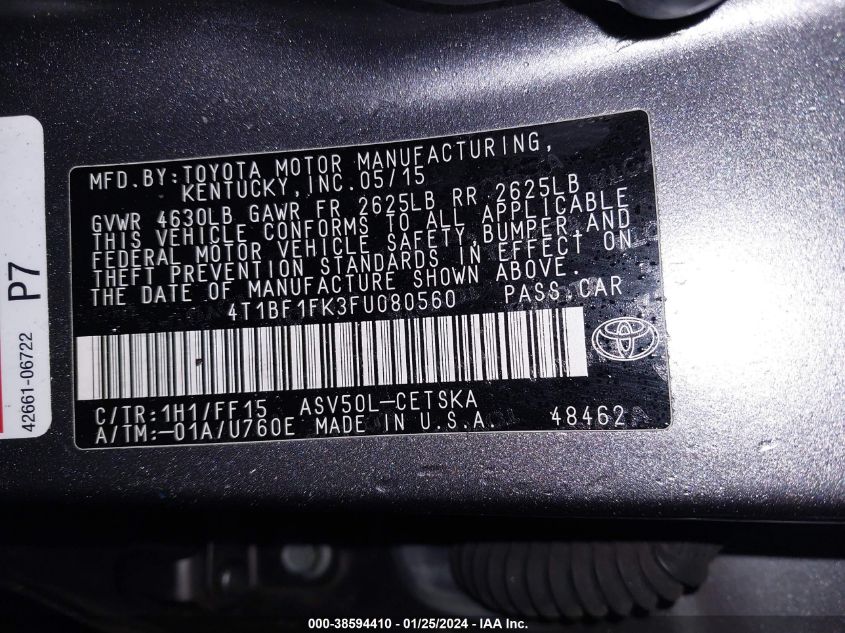 MFD.BY: TOYOTA MOTOR MANUFACTURING,
KENTUCKY, INC. 05/15
GVWR 4630LB GAWR FR 2625LB RR 2625LB
THIS VEHICLE CONFORMS TO ALL APPLICABLE
FEDERAL MOTOR VEHICLE SAFETY, BUMPER, AND
THEFT PREVENTION STANDARDS IN EFFECT ON
THE DATE OF MANUFACTURE SHOWN ABOVE.
4T1BF1FK3FU080560 PASS.CAR
C/TR: 1H1/FF15 ASV50L-CETSKA
A/TM: -01A/U760E MADE IN U.S.A. 48462
P7
42661-06722
000-38594410 - 01/25/2024 - IAA Inc.